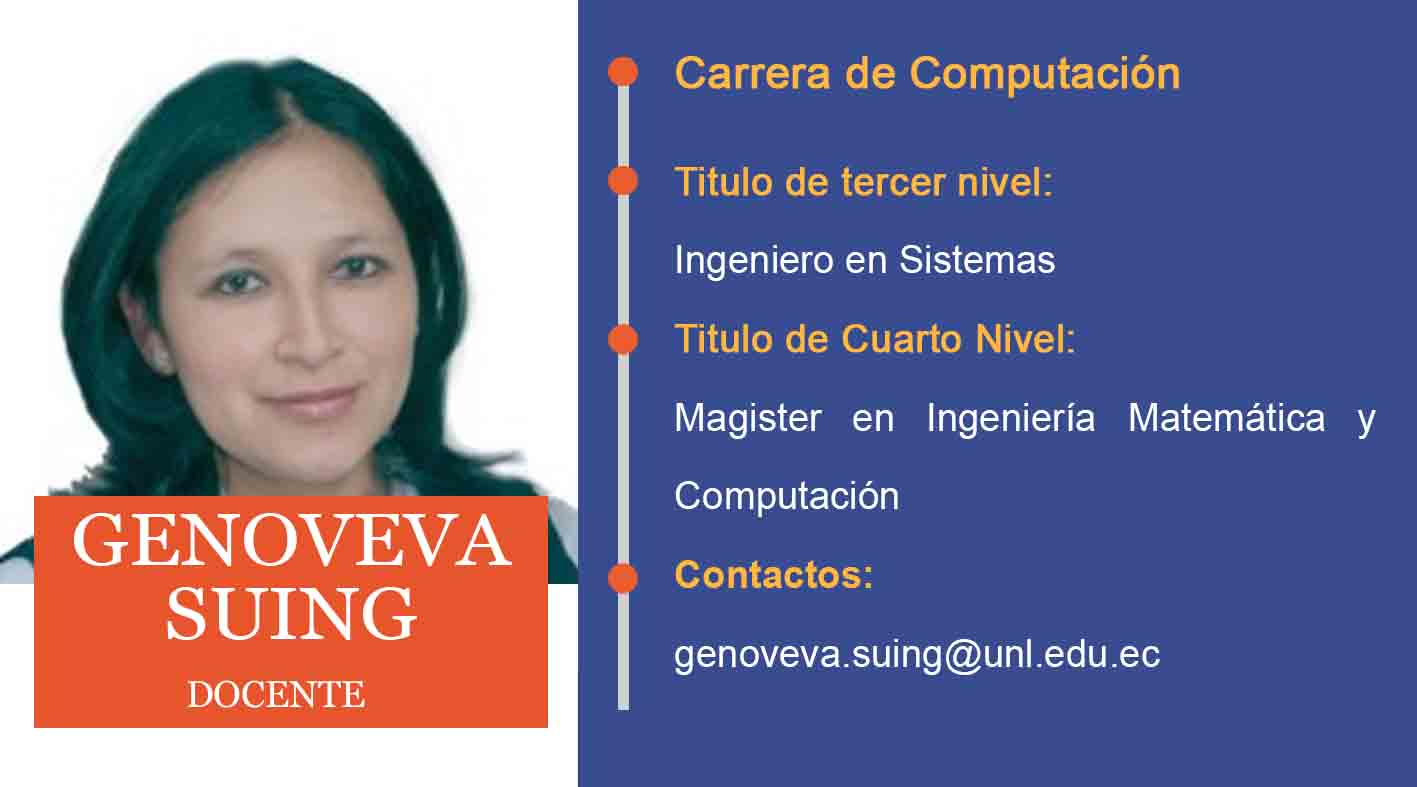 GENOVEVA
SUING
DOCENTE
Carrera de Computación
Titulo de tercer nivel:
Ingeniero en Sistemas
Titulo de Cuarto Nivel:
Magister en Ingeniería Matemática y
Computación
Contactos:
genoveva.suing@unl.edu.ec